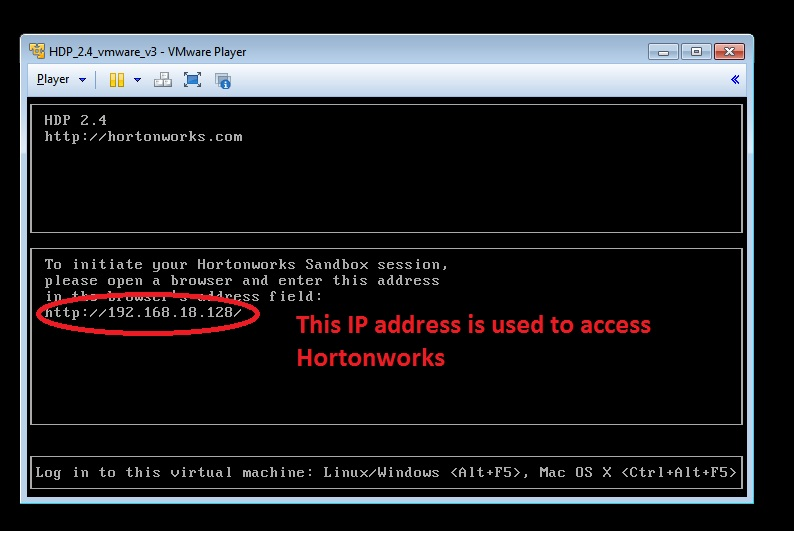 HDP_2.4_vmware_v3 - VMware Player
Player
HDP 2.4
http://hortonworks.com
To initiate your Hortonworks Sandbox session,
please open a browser and enter this address
in the browser's address field:
http://192.168.18.128/
This IP address is used to access
Hortonworks
Log in to this virtual machine: Linux/Windows <Alt+F5>, Mac OS X <Ctrl+Alt+F5>